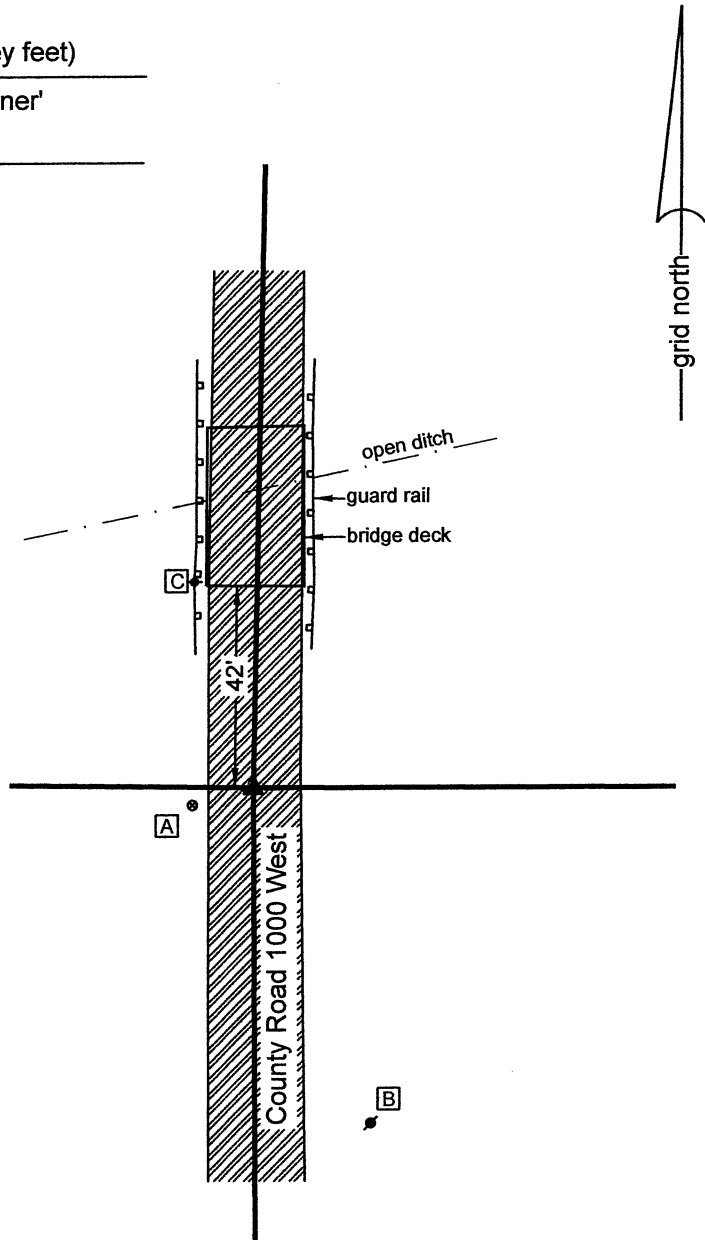 y feet)
ner'
grid north
open ditch
guard rail
bridge deck
C
42'
A
County Road 1000 West
B